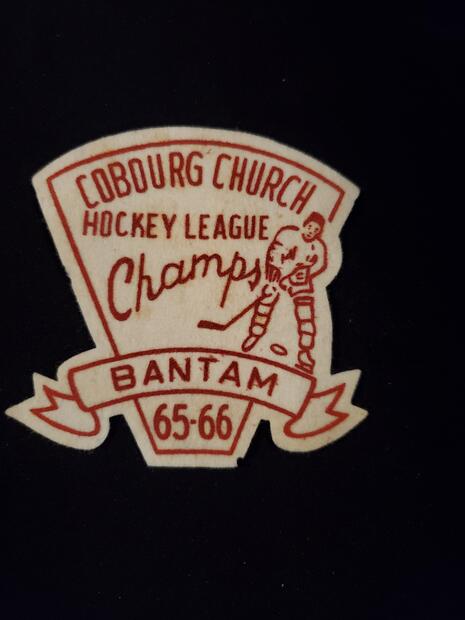 COBOURG CHURCH
HOCKEY LEAGUE
Champs
BANTAM
65-66